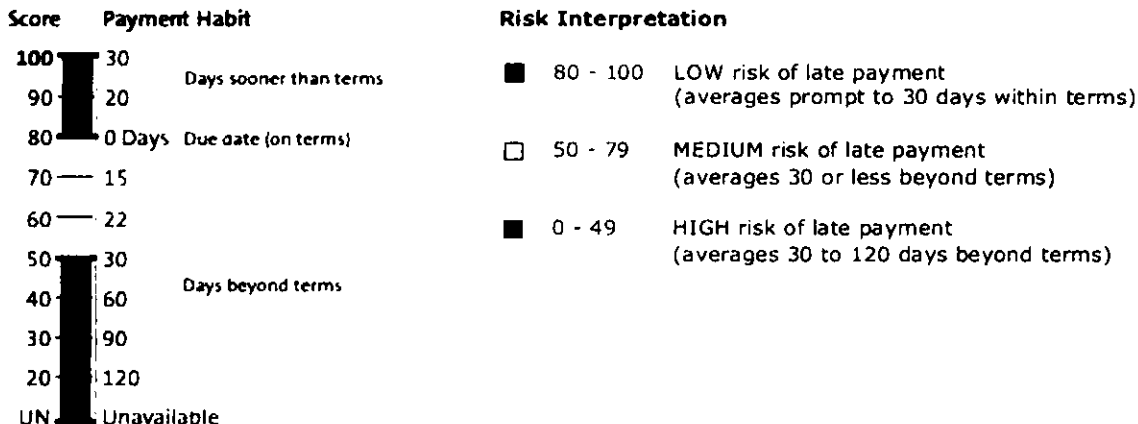 Score Payment Habit
100 30
Days sooner than terms
90 20
80 0 Days Due date (on terms)
70 15
60 22
50 30
Days beyond terms
40 60
30 90
20 120
UN Unavailable
Risk Interpretation
80 - 100 LOW risk of late payment
(averages prompt to 30 days within terms)
50 - 79 MEDIUM risk of late payment
(averages 30 or less beyond terms)
0 - 49 HIGH risk of late payment
(averages 30 to 120 days beyond terms)